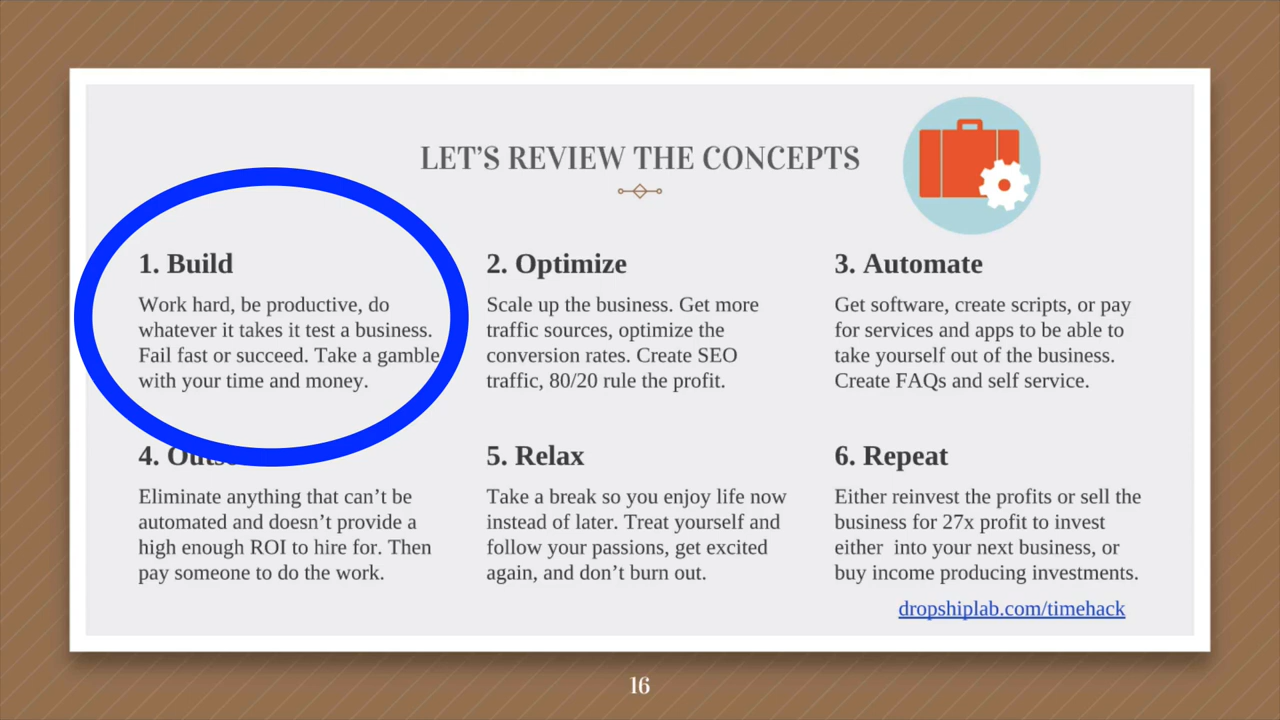 LET'S REVIEW THE CONCEPTS
1. Build
Work hard, be productive, do
whatever it takes it test a business.
Fail fast or succeed. Take a gamble
with your time and money.
2. Optimize
Scale up the business. Get more
traffic sources, optimize the
conversion rates. Create SEO
traffic, 80/20 rule the profit.
3. Automate
Get software, create scripts, or pay
for services and apps to be able to
take yourself out of the business.
Create FAQs and self service.
4.
Eliminate anything that can't be
automated and doesn't provide a
high enough ROI to hire for. Then
pay someone to do the work.
5. Relax
Take a break so you enjoy life now
instead of later. Treat yourself and
follow your passions, get excited
again, and don't burn out.
6. Repeat
Either reinvest the profits or sell the
business for 27x profit to invest
either into your next business, or
buy income producing investments.
dropshiplab.com/timehack
16